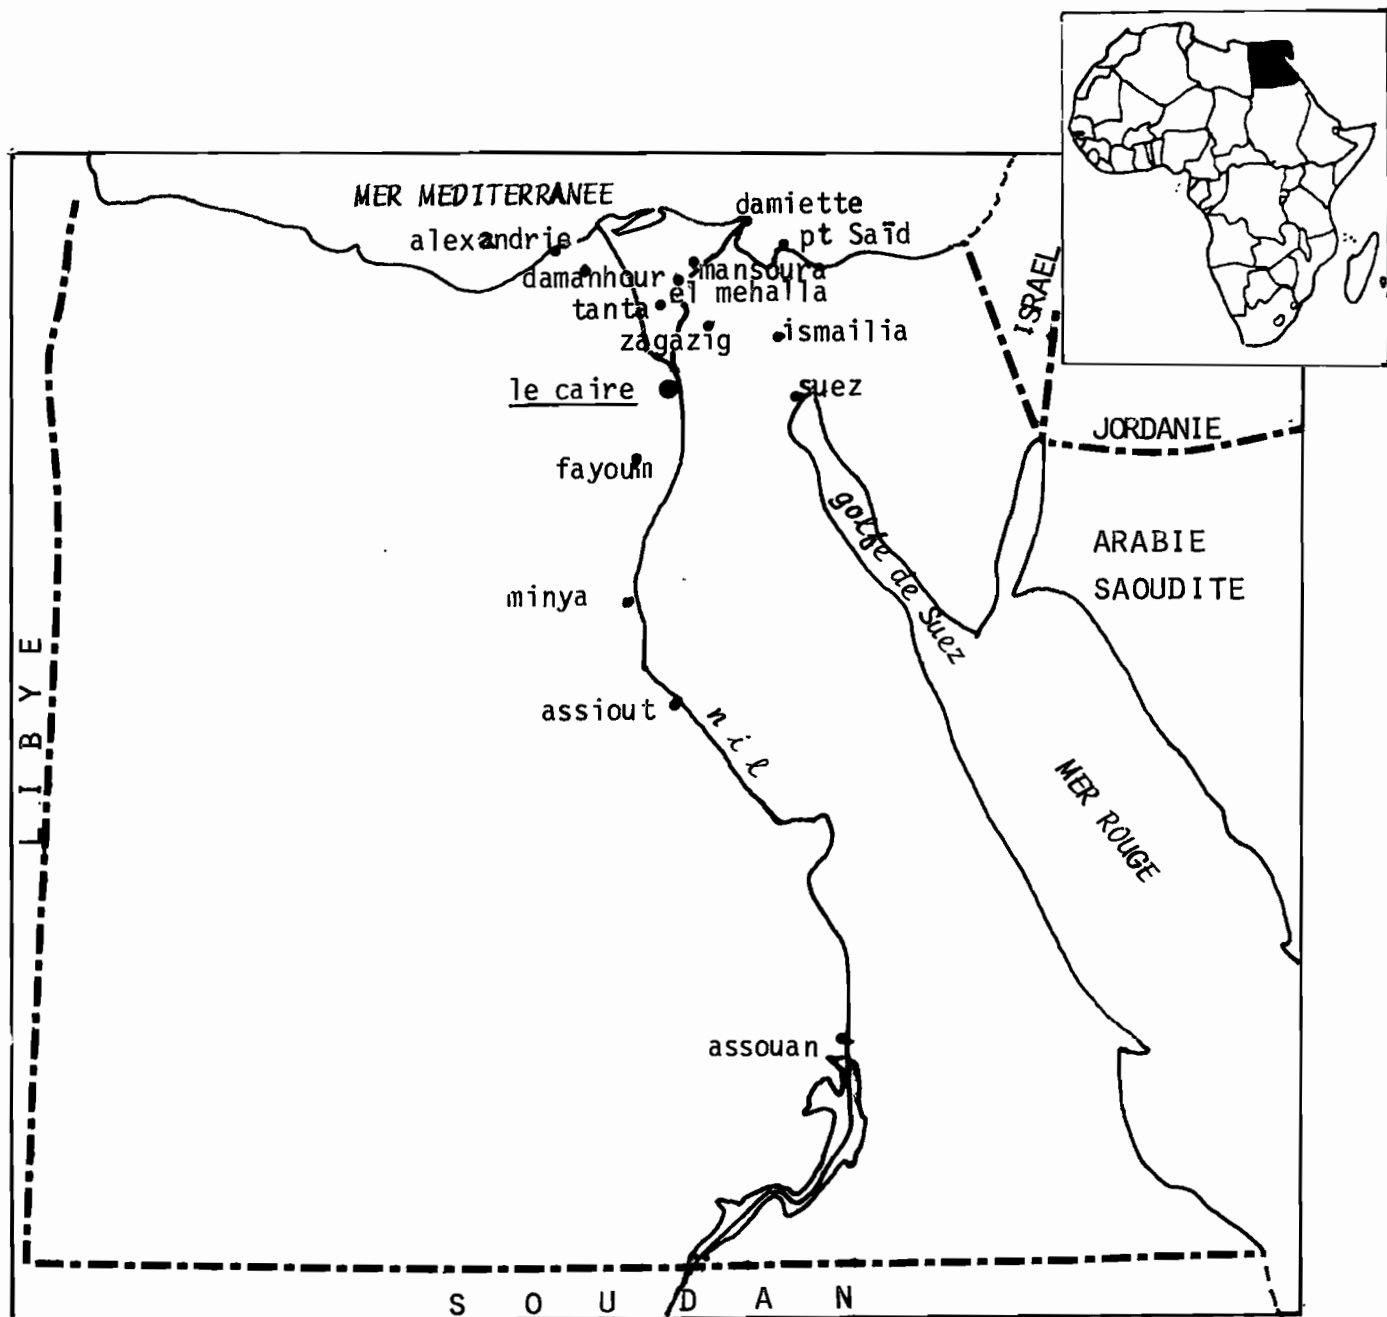 MER MEDITERRANEE
damiette
alexandrie
pt Saïd
damanhour
mansoura
el mehalla
tanta
zagazig
ismailia
ISRAEL
le caire
suez
JORDANIE
fayoum
golfe de Suez
ARABIE
SAOUDITE
minya
LIBYE
assiout
nil
MER ROUGE
assouan
SOUDAN